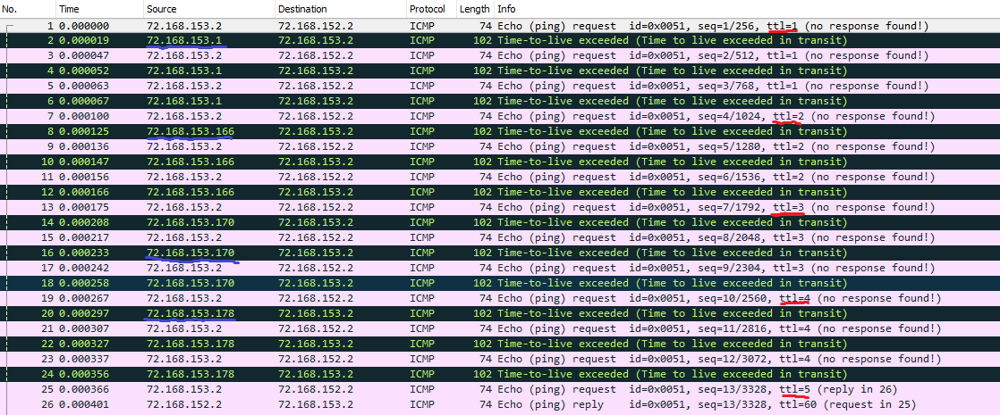 No. Time Source Destination Protocol Length Info
1 0.000000 72.168.153.2 72.168.152.2 ICMP 74 Echo (ping) request id=0x0051, seq=1/256, ttl=1 (no response found!)
2 0.000019 72.168.153.1 72.168.153.2 ICMP 102 Time-to-live exceeded (Time to live exceeded in transit)
3 0.000047 72.168.153.2 72.168.152.2 ICMP 74 Echo (ping) request id=0x0051, seq=2/512, ttl=1 (no response found!)
4 0.000052 72.168.153.1 72.168.153.2 ICMP 102 Time-to-live exceeded (Time to live exceeded in transit)
5 0.000063 72.168.153.2 72.168.152.2 ICMP 74 Echo (ping) request id=0x0051, seq=3/768, ttl=1 (no response found!)
6 0.000067 72.168.153.1 72.168.153.2 ICMP 102 Time-to-live exceeded (Time to live exceeded in transit)
7 0.000100 72.168.153.2 72.168.152.2 ICMP 74 Echo (ping) request id=0x0051, seq=4/1024, ttl=2 (no response found!)
8 0.000125 72.168.153.166 72.168.153.2 ICMP 102 Time-to-live exceeded (Time to live exceeded in transit)
9 0.000136 72.168.153.2 72.168.152.2 ICMP 74 Echo (ping) request id=0x0051, seq=5/1280, ttl=2 (no response found!)
10 0.000147 72.168.153.166 72.168.153.2 ICMP 102 Time-to-live exceeded (Time to live exceeded in transit)
11 0.000156 72.168.153.2 72.168.152.2 ICMP 74 Echo (ping) request id=0x0051, seq=6/1536, ttl=2 (no response found!)
12 0.000166 72.168.153.166 72.168.153.2 ICMP 102 Time-to-live exceeded (Time to live exceeded in transit)
13 0.000175 72.168.153.2 72.168.152.2 ICMP 74 Echo (ping) request id=0x0051, seq=7/1792, ttl=3 (no response found!)
14 0.000208 72.168.153.170 72.168.153.2 ICMP 102 Time-to-live exceeded (Time to live exceeded in transit)
15 0.000217 72.168.153.2 72.168.152.2 ICMP 74 Echo (ping) request id=0x0051, seq=8/2048, ttl=3 (no response found!)
16 0.000233 72.168.153.170 72.168.153.2 ICMP 102 Time-to-live exceeded (Time to live exceeded in transit)
17 0.000242 72.168.153.2 72.168.152.2 ICMP 74 Echo (ping) request id=0x0051, seq=9/2304, ttl=3 (no response found!)
18 0.000258 72.168.153.170 72.168.153.2 ICMP 102 Time-to-live exceeded (Time to live exceeded in transit)
19 0.000267 72.168.153.2 72.168.152.2 ICMP 74 Echo (ping) request id=0x0051, seq=10/2560, ttl=4 (no response found!)
20 0.000297 72.168.153.178 72.168.153.2 ICMP 102 Time-to-live exceeded (Time to live exceeded in transit)
21 0.000307 72.168.153.2 72.168.152.2 ICMP 74 Echo (ping) request id=0x0051, seq=11/2816, ttl=4 (no response found!)
22 0.000327 72.168.153.178 72.168.153.2 ICMP 102 Time-to-live exceeded (Time to live exceeded in transit)
23 0.000337 72.168.153.2 72.168.152.2 ICMP 74 Echo (ping) request id=0x0051, seq=12/3072, ttl=4 (no response found!)
24 0.000356 72.168.153.178 72.168.153.2 ICMP 102 Time-to-live exceeded (Time to live exceeded in transit)
25 0.000366 72.168.153.2 72.168.152.2 ICMP 74 Echo (ping) request id=0x0051, seq=13/3328, ttl=5 (reply in 26)
26 0.000401 72.168.152.2 72.168.153.2 ICMP 74 Echo (ping) reply id=0x0051, seq=13/3328, ttl=60 (request in 25)